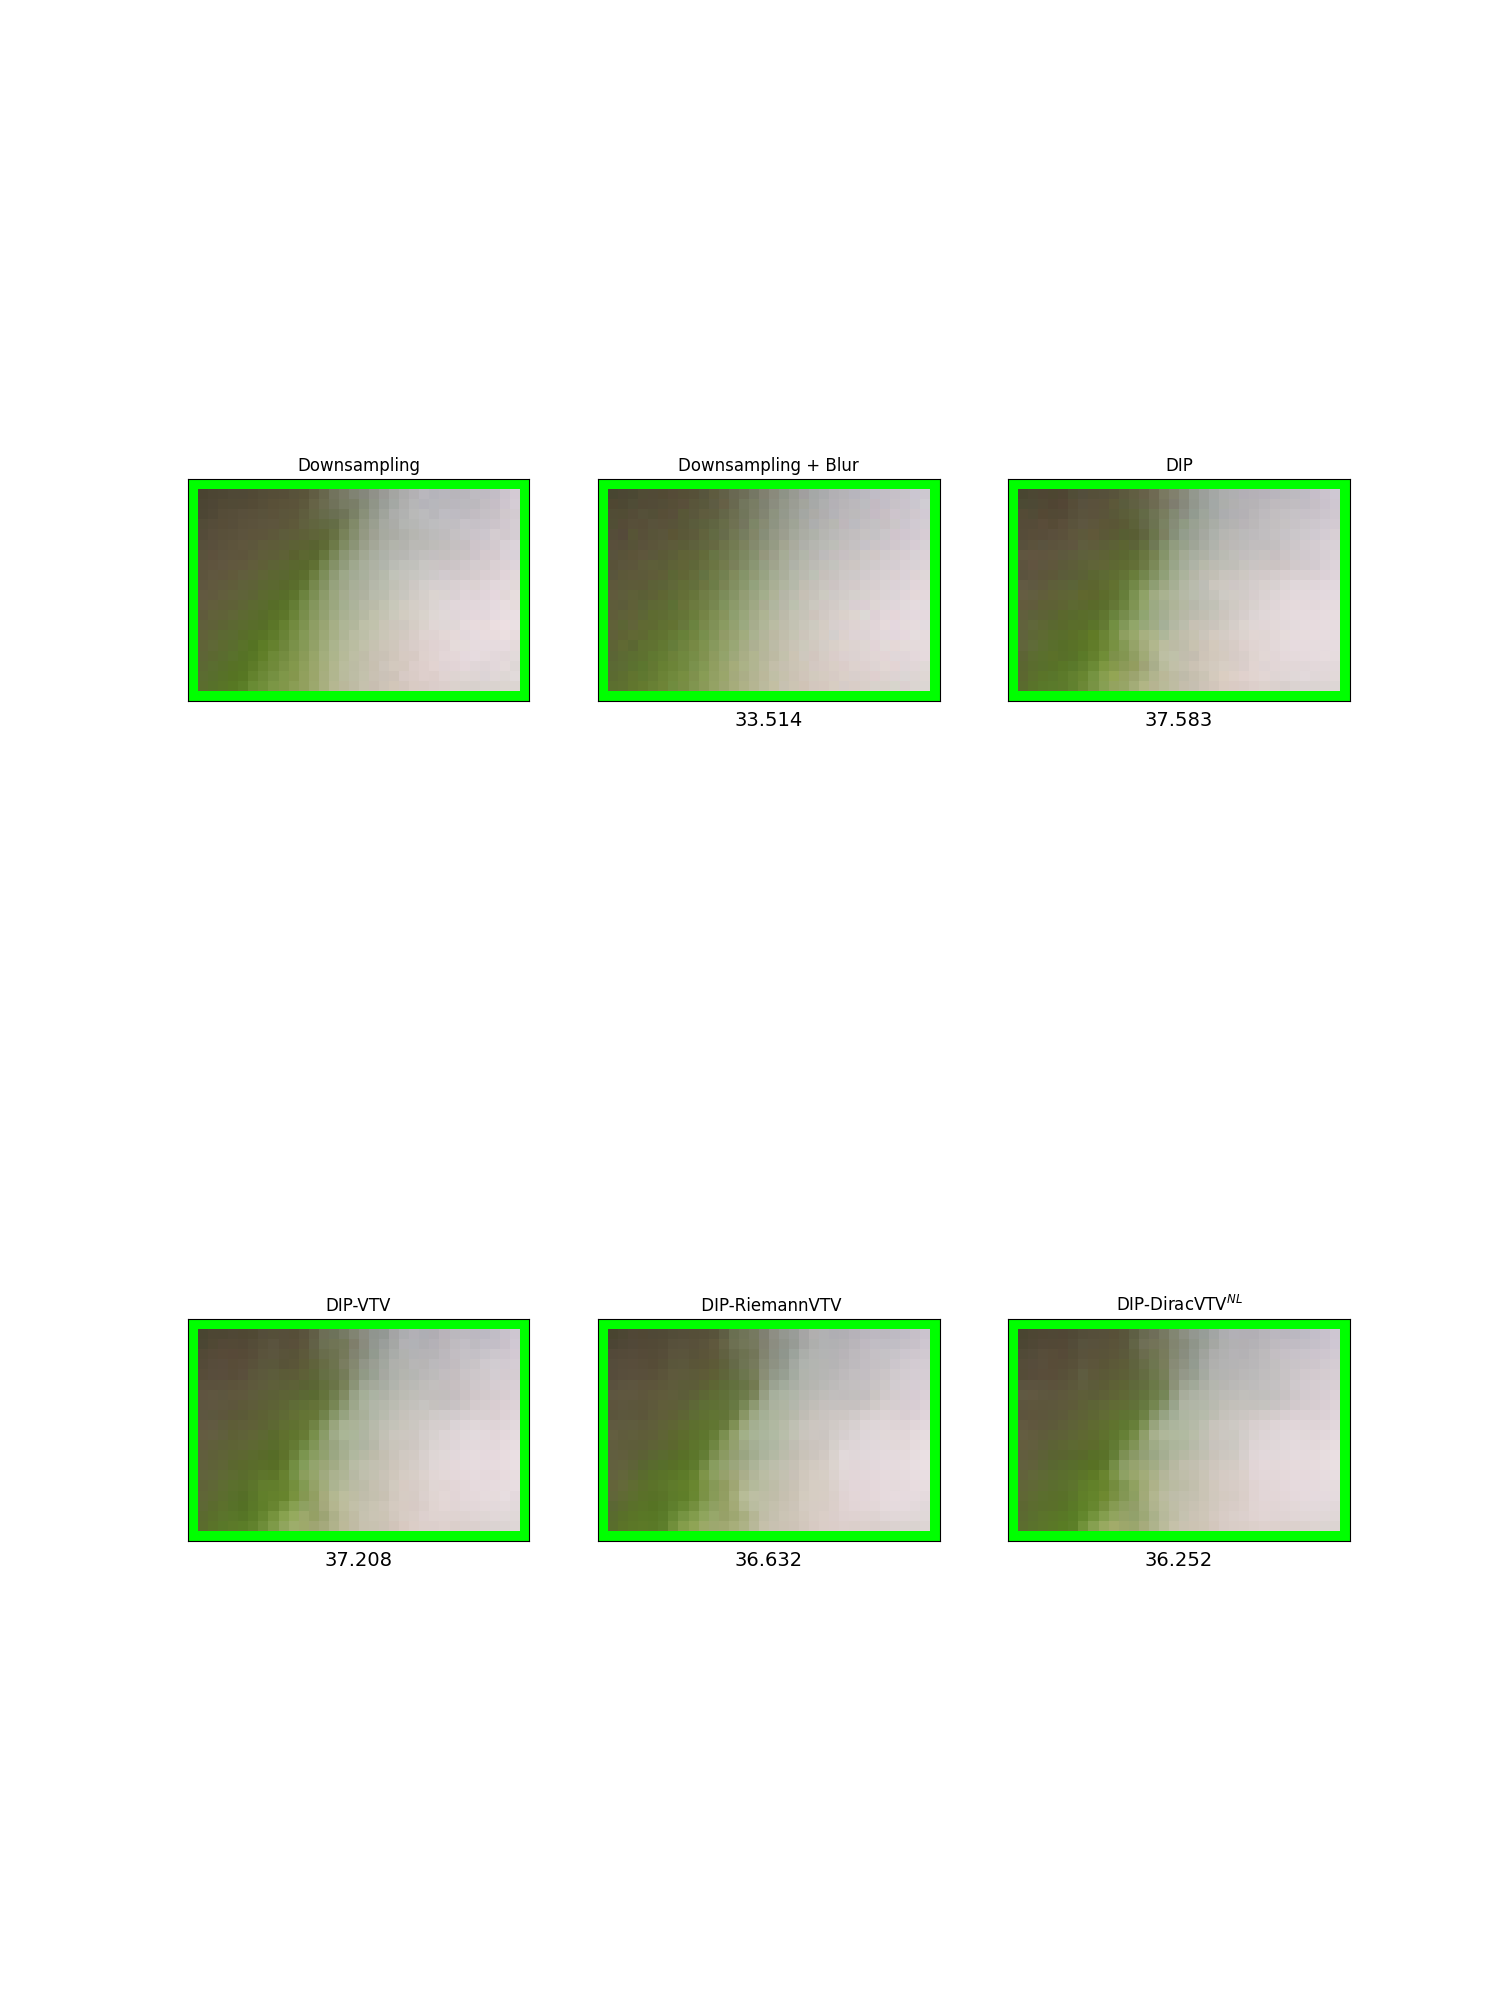 Downsampling
Downsampling + Blur
DIP
33.514
37.583
DIP-VTV
DIP-RiemannVTV
DIP-DiracVTV^{NL}
37.208
36.632
36.252